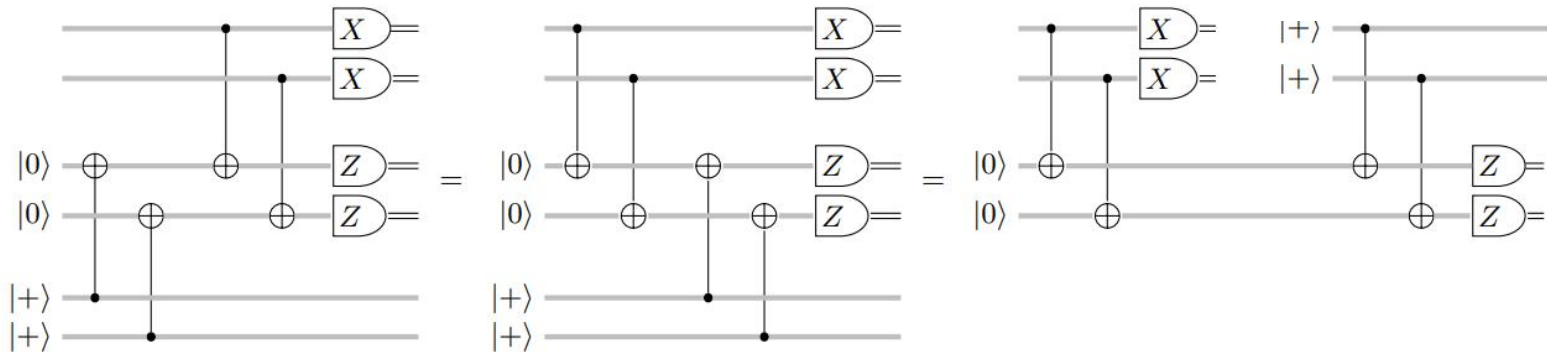 X X X |+⟩
X X X |+⟩
|0⟩ Z |0⟩ Z |0⟩ Z
= =
|0⟩ Z |0⟩ Z |0⟩ Z
|+⟩ |+⟩
|+⟩ |+⟩